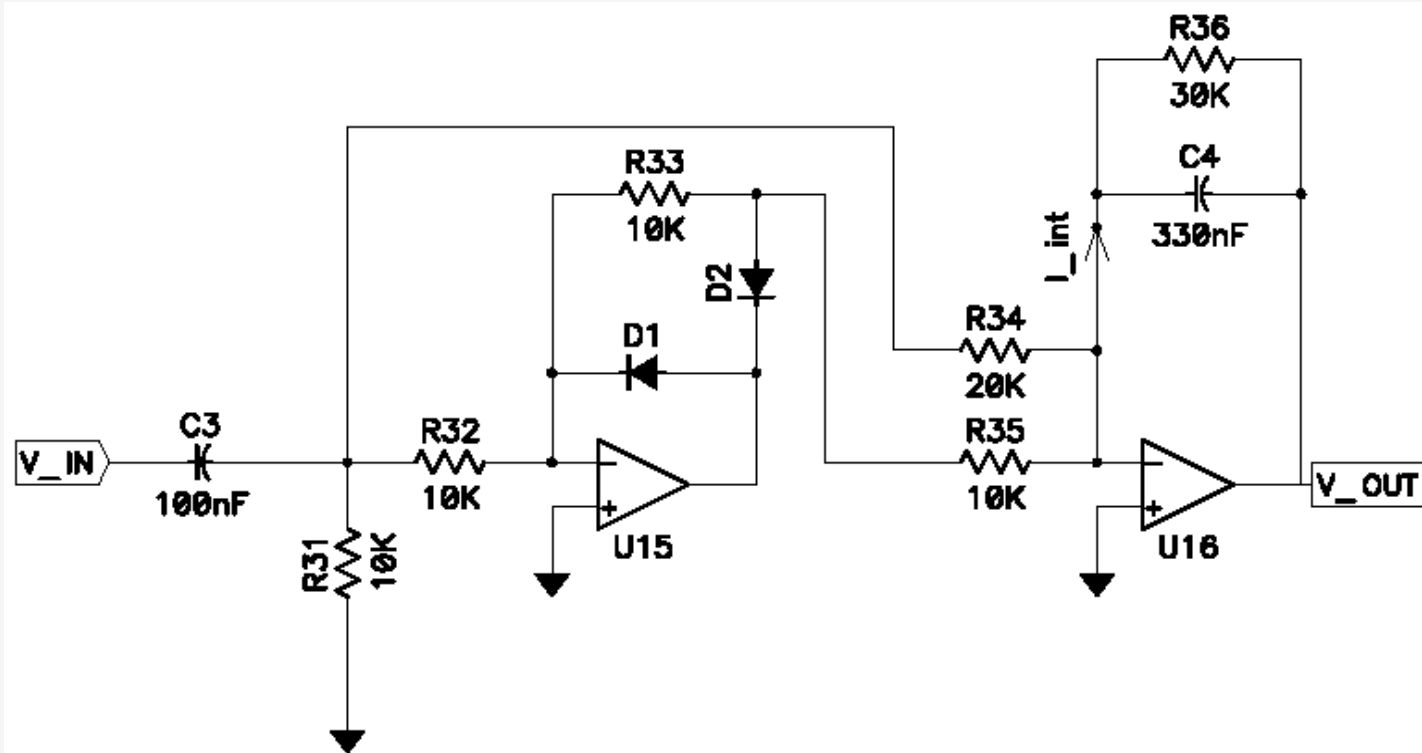 R36
30K
C4
330nF
I_int
R33
10K
D2
D1
R34
20K
V_IN
C3
100nF
R32
10K
R35
10K
V_OUT
R31
10K
-
+
U15
-
+
U16